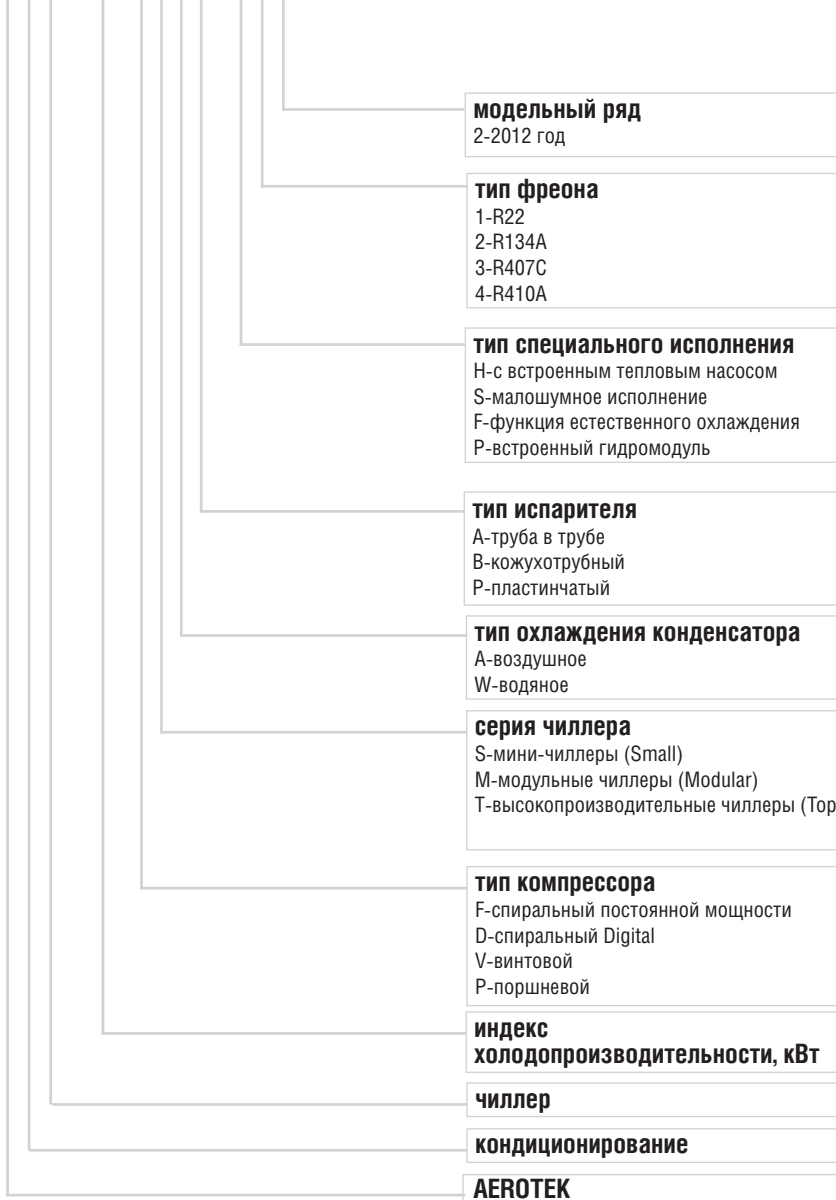 модельный ряд
2-2012 год
тип фреона
1-R22
2-R134A
3-R407C
4-R410A
тип специального исполнения
H-с встроенным тепловым насосом
S-малошумное исполнение
F-функция естественного охлаждения
P-встроенный гидромодуль
тип испарителя
А-труба в трубе
В-кожухотрубный
Р-пластинчатый
тип охлаждения конденсатора
А-воздушное
W-водяное
серия чиллера
S-мини-чиллеры (Small)
M-модульные чиллеры (Modular)
T-высокопроизводительные чиллеры (Top
тип компрессора
F-спиральный постоянной мощности
D-спиральный Digital
V-винтовой
P-поршневой
индекс
холодопроизводительности, кВт
чиллер
кондиционирование
AEROTEK